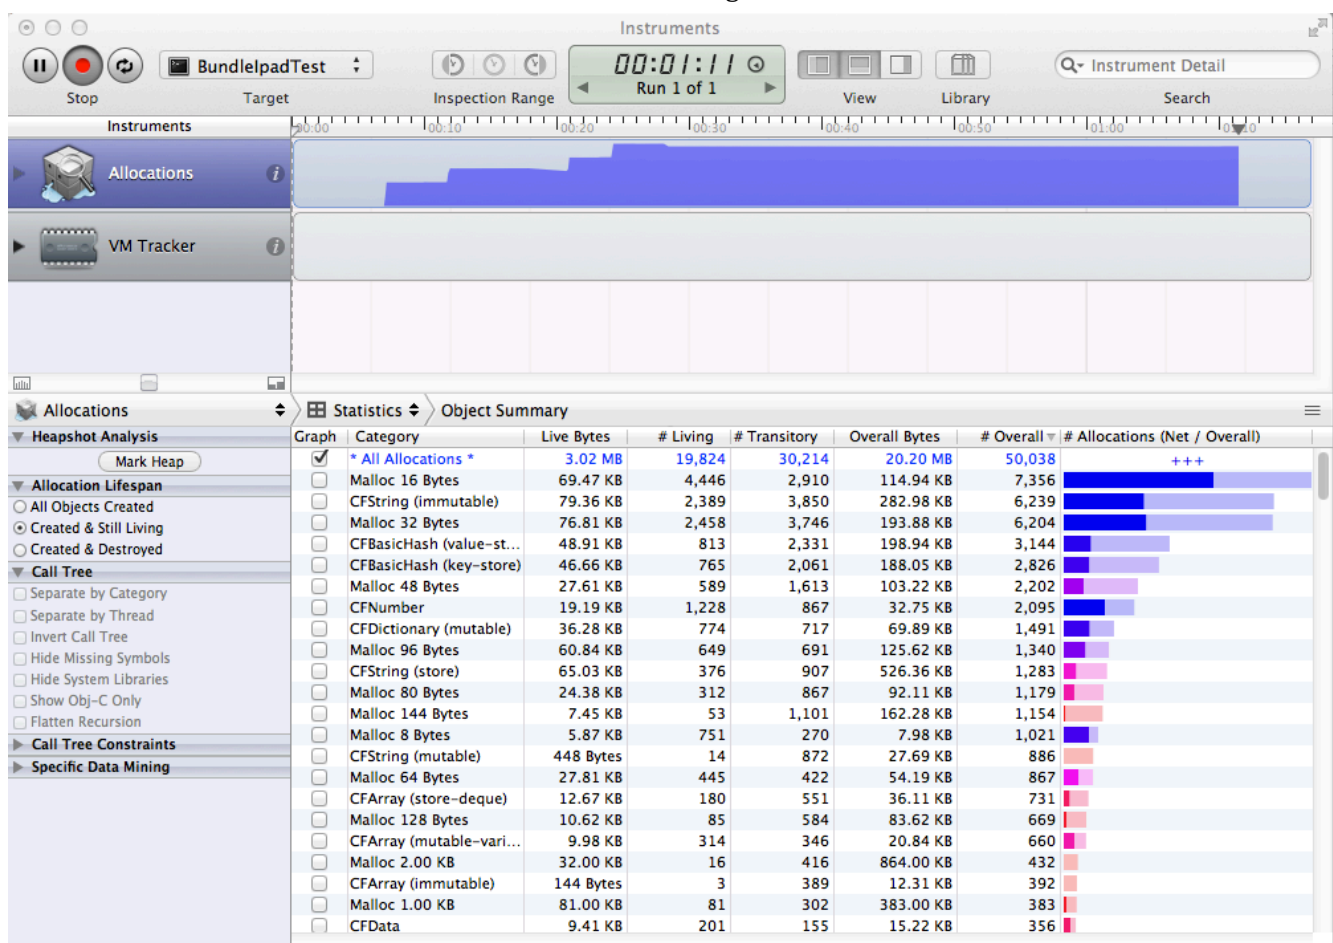 Instruments
BundleIpadTest
00:01:11
Run 1 of 1
Instrument Detail
Stop
Target
Inspection Range
View
Library
Search
Instruments
00:00 00:10 00:20 00:30 00:40 00:50 01:00
Allocations
VM Tracker
Allocations
Statistics
Object Summary
Heapshot Analysis
Mark Heap
Allocation Lifespan
All Objects Created
Created & Still Living
Created & Destroyed
Call Tree
Separate by Category
Separate by Thread
Invert Call Tree
Hide Missing Symbols
Hide System Libraries
Show Obj-C Only
Flatten Recursion
Call Tree Constraints
Specific Data Mining
Graph Category Live Bytes # Living # Transitory Overall Bytes # Overall # Allocations (Net / Overall)
* All Allocations * 3.02 MB 19,824 30,214 20.20 MB 50,038 +++
Malloc 16 Bytes 69.47 KB 4,446 2,910 114.94 KB 7,356
CFString (immutable) 79.36 KB 2,389 3,850 282.98 KB 6,239
Malloc 32 Bytes 76.81 KB 2,458 3,746 193.88 KB 6,204
CFBasicHash (value-st... 48.91 KB 813 2,331 198.94 KB 3,144
CFBasicHash (key-store) 46.66 KB 765 2,061 188.05 KB 2,826
Malloc 48 Bytes 27.61 KB 589 1,613 103.22 KB 2,202
CFNumber 19.19 KB 1,228 867 32.75 KB 2,095
CFDictionary (mutable) 36.28 KB 774 717 69.89 KB 1,491
Malloc 96 Bytes 60.84 KB 649 691 125.62 KB 1,340
CFString (store) 65.03 KB 376 907 526.36 KB 1,283
Malloc 80 Bytes 24.38 KB 312 867 92.11 KB 1,179
Malloc 144 Bytes 7.45 KB 53 1,101 162.28 KB 1,154
Malloc 8 Bytes 5.87 KB 751 270 7.98 KB 1,021
CFString (mutable) 448 Bytes 14 872 27.69 KB 886
Malloc 64 Bytes 27.81 KB 445 422 54.19 KB 867
CFArray (store-deque) 12.67 KB 180 551 36.11 KB 731
Malloc 128 Bytes 10.62 KB 85 584 83.62 KB 669
CFArray (mutable-vari... 9.98 KB 314 346 20.84 KB 660
Malloc 2.00 KB 32.00 KB 16 416 864.00 KB 432
CFArray (immutable) 144 Bytes 3 389 12.31 KB 392
Malloc 1.00 KB 81.00 KB 81 302 383.00 KB 383
CFData 9.41 KB 201 155 15.22 KB 356